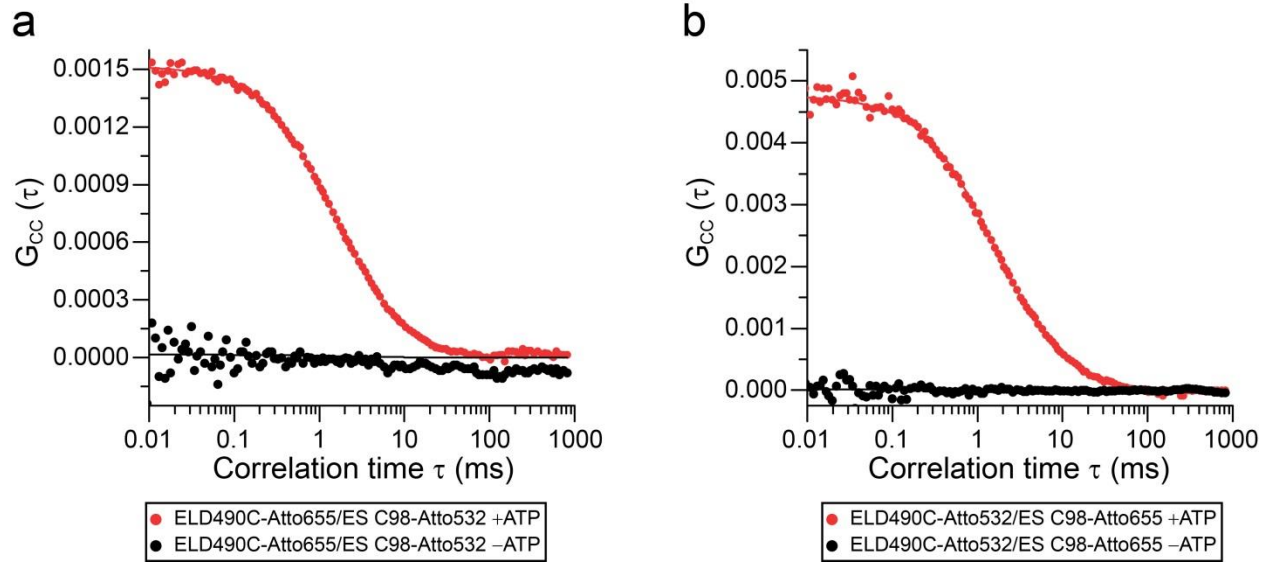 a
0.0015
0.0012
0.0009
0.0006
0.0003
0.0000
G_CC (τ)
0.01 0.1 1 10 100 1000
Correlation time τ (ms)
ELD490C-Atto655/ES C98-Atto532 +ATP
ELD490C-Atto655/ES C98-Atto532 −ATP
b
0.005
0.004
0.003
0.002
0.001
0.000
G_CC (τ)
0.01 0.1 1 10 100 1000
Correlation time τ (ms)
ELD490C-Atto532/ES C98-Atto655 +ATP
ELD490C-Atto532/ES C98-Atto655 −ATP